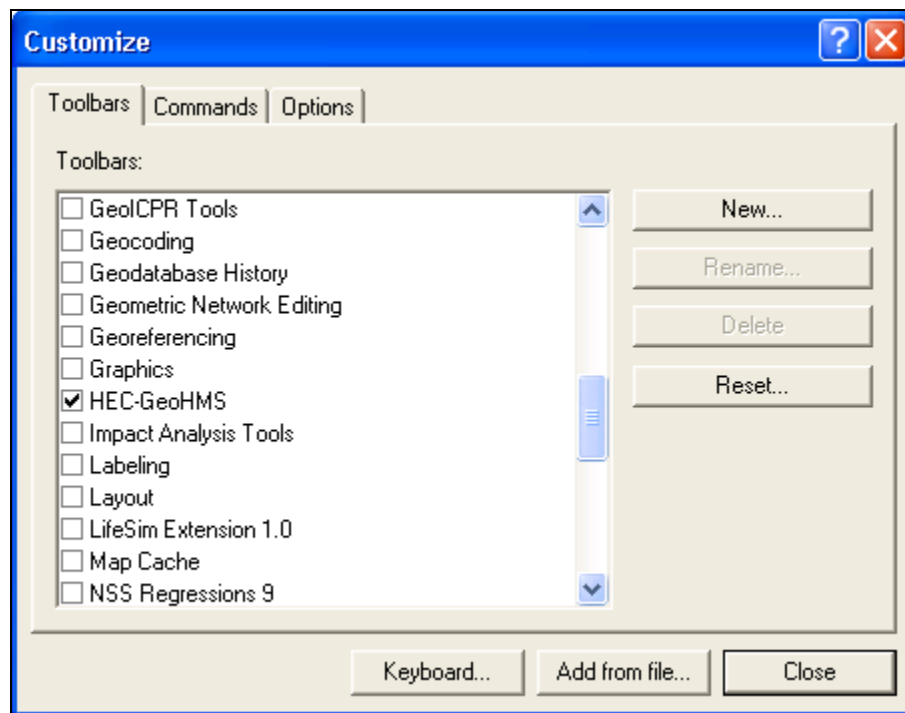 Customize
Toolbars Commands Options
Toolbars:
GeoICPR Tools
Geocoding
Geodatabase History
Geometric Network Editing
Georeferencing
Graphics
HEC-GeoHMS
Impact Analysis Tools
Labeling
Layout
LifeSim Extension 1.0
Map Cache
NSS Regressions 9
New...
Rename...
Delete
Reset...
Keyboard... Add from file... Close